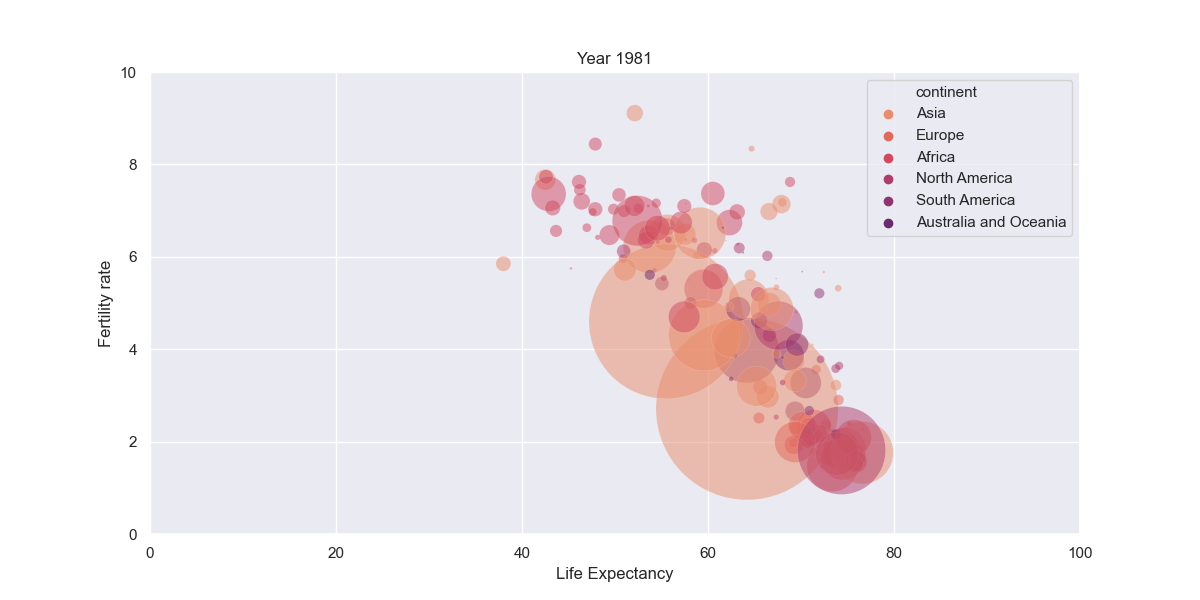 Year 1981
10
8
6
4
2
0
Fertility rate
0 20 40 60 80 100
Life Expectancy
continent
Asia
Europe
Africa
North America
South America
Australia and Oceania